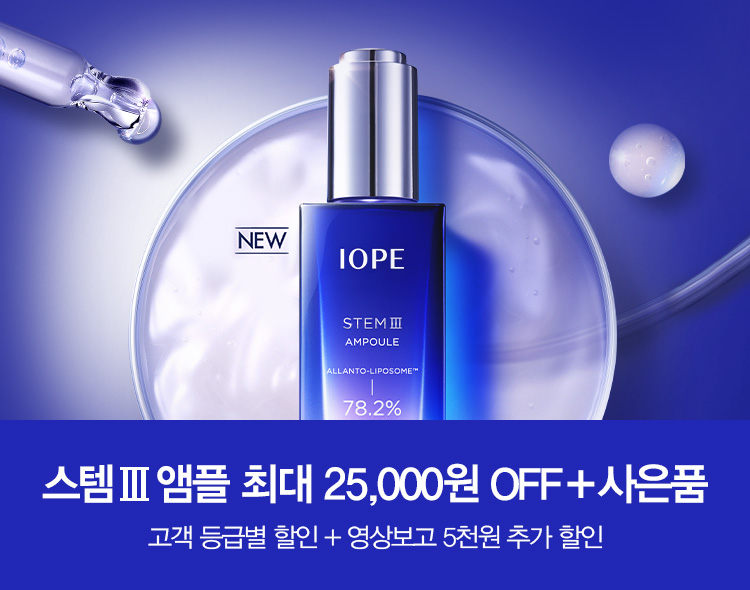 NEW
IOPE
STEM Ⅲ
AMPOULE
ALLANTO-LIPOSOME™
78.2%
스템Ⅲ 앰플 최대 25,000원 OFF+사은품
고객 등급별 할인 + 영상보고 5천원 추가 할인